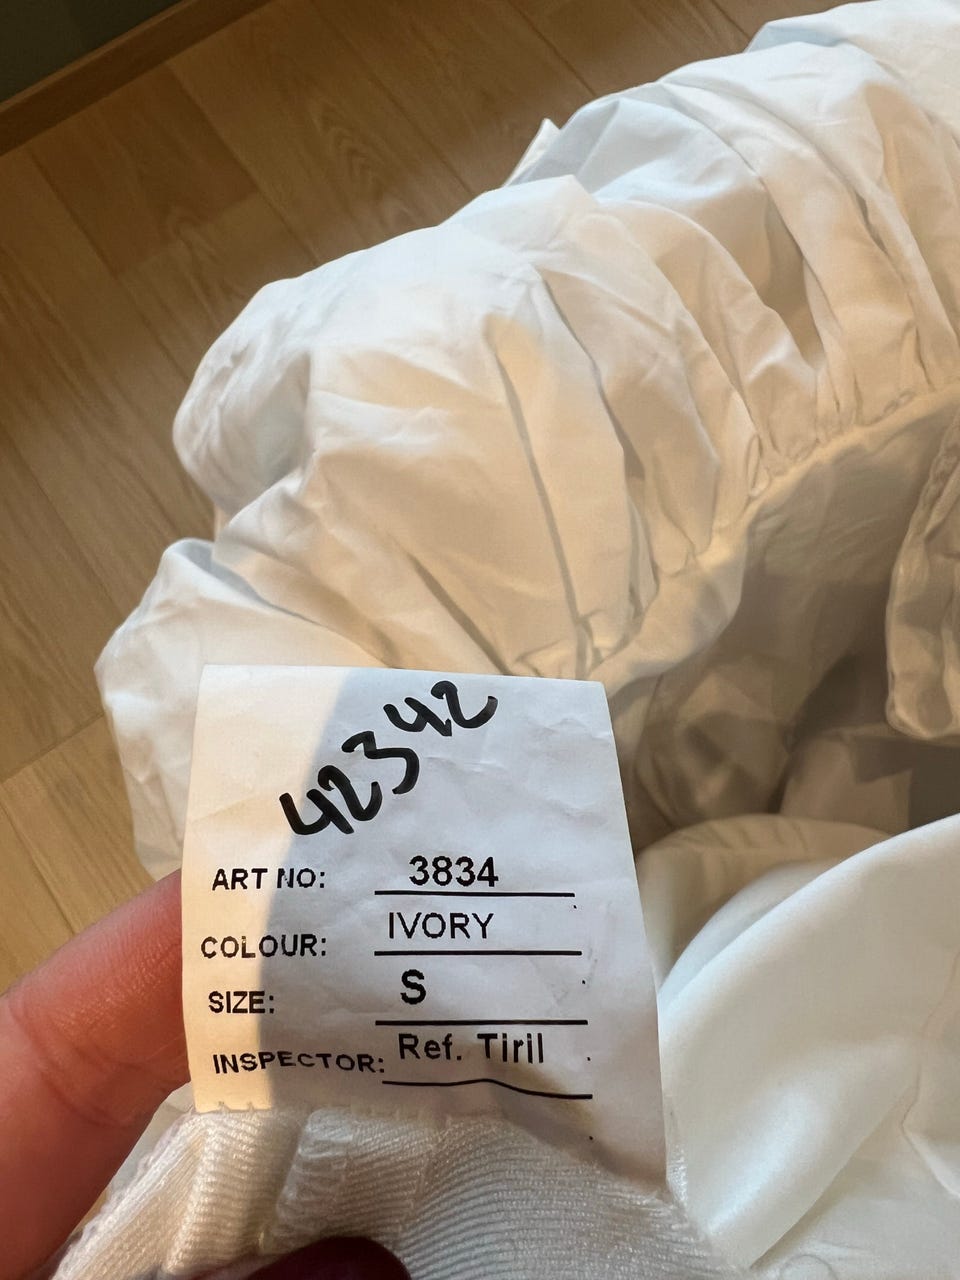 42342
ART NO: 3834
COLOUR: IVORY
SIZE: S
INSPECTOR: Ref. Tiril